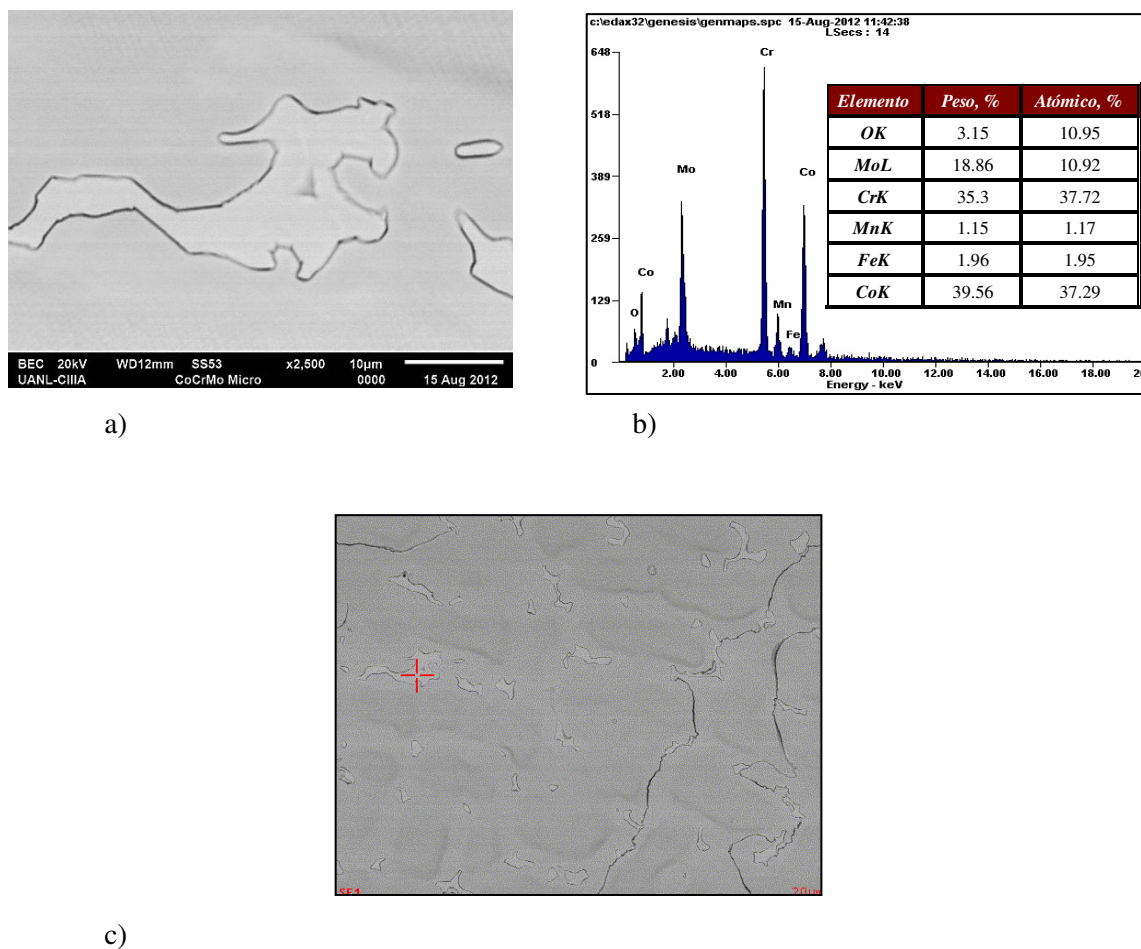 BEC 20kV WD12mm SS53 x2,500 10µm
UANL-CIIIA CoCrMo Micro 0000 15 Aug 2012
a)
c:\edax32\genesis\genmaps.spc 15-Aug-2012 11:42:38
LSecs : 14
648
518
389
259
129
0
Cr
Mo
Co
Co
O
Mn
Fe
2.00 4.00 6.00 8.00 10.00 12.00 14.00 16.00 18.00 20
Energy - keV
Elemento Peso, % Atómico, %
OK 3.15 10.95
MoL 18.86 10.92
CrK 35.3 37.72
MnK 1.15 1.17
FeK 1.96 1.95
CoK 39.56 37.29
b)
SE1 20µm
c)